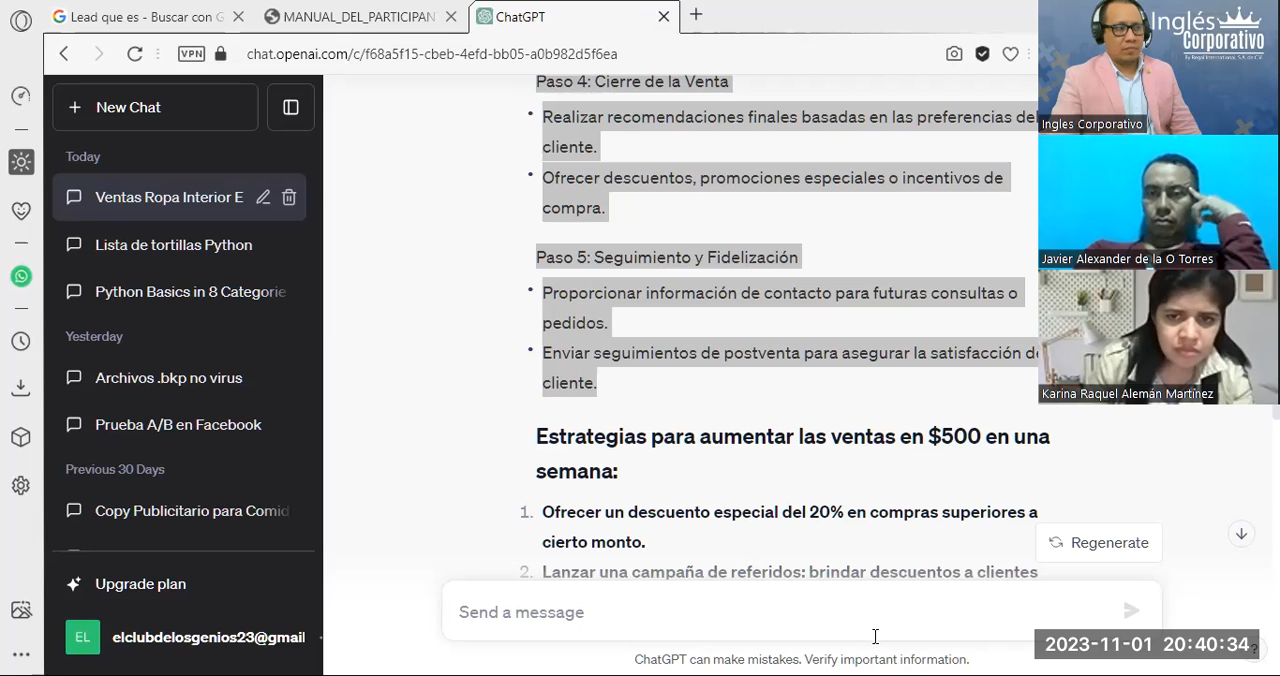 Lead que es - Buscar con G
MANUAL_DEL_PARTICIPAN
ChatGPT
VPN
chat.openai.com/c/f68a5f15-cbeb-4efd-bb05-a0b982d5f6ea
New Chat
Today
Ventas Ropa Interior E
Lista de tortillas Python
Python Basics in 8 Categorie
Yesterday
Archivos .bkp no virus
Prueba A/B en Facebook
Previous 30 Days
Copy Publicitario para Comid
Upgrade plan
EL
elclubdelosgenios23@gmail
Paso 4: Cierre de la Venta
Realizar recomendaciones finales basadas en las preferencias del
cliente.
Ofrecer descuentos, promociones especiales o incentivos de
compra.
Paso 5: Seguimiento y Fidelización
Proporcionar información de contacto para futuras consultas o
pedidos.
Enviar seguimientos de postventa para asegurar la satisfacción de
cliente.
Estrategias para aumentar las ventas en $500 en una
semana:
1. Ofrecer un descuento especial del 20% en compras superiores a
cierto monto.
2. Lanzar una campaña de referidos: brindar descuentos a clientes
Regenerate
Send a message
ChatGPT can make mistakes. Verify important information.
Inglés
Corporativo
By Regal International, S.A. de C.V.
Ingles Corporativo
Javier Alexander de la O Torres
Karina Raquel Alemán Martínez
2023-11-01 20:40:34